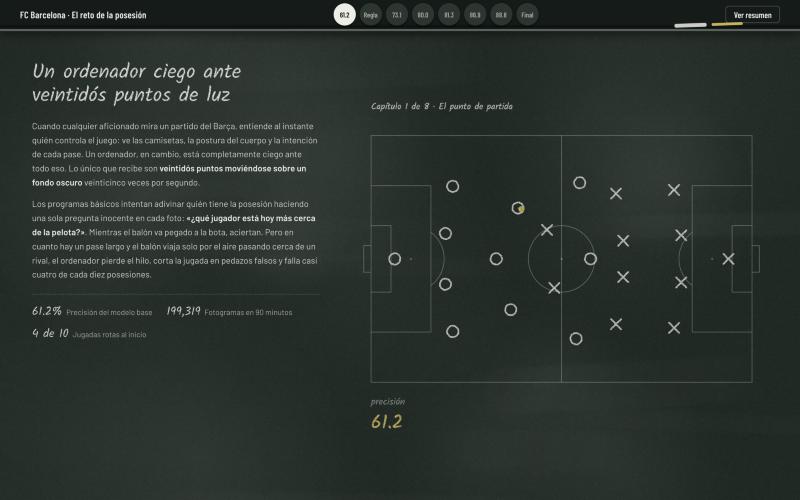 FC Barcelona · El reto de la posesión
61.2
Regla
73.1
80.0
81.3
86.9
88.8
Final
Ver resumen
Un ordenador ciego ante
veintidós puntos de luz
Cuando cualquier aficionado mira un partido del Barça, entiende al instante
quién controla el juego: ve las camisetas, la postura del cuerpo y la intención
de cada pase. Un ordenador, en cambio, está completamente ciego ante
todo eso. Lo único que recibe son veintidós puntos moviéndose sobre un
fondo oscuro veinticinco veces por segundo.
Los programas básicos intentan adivinar quién tiene la posesión haciendo
una sola pregunta inocente en cada foto: «¿qué jugador está hoy más cerca
de la pelota?». Mientras el balón va pegado a la bota, aciertan. Pero en
cuanto hay un pase largo y el balón viaja solo por el aire pasando cerca de un
rival, el ordenador pierde el hilo, corta la jugada en pedazos falsos y falla casi
cuatro de cada diez posesiones.
61.2% Precisión del modelo base
199,319 Fotogramas en 90 minutos
4 de 10 Jugadas rotas al inicio
Capítulo 1 de 8 · El punto de partida
precisión
61.2